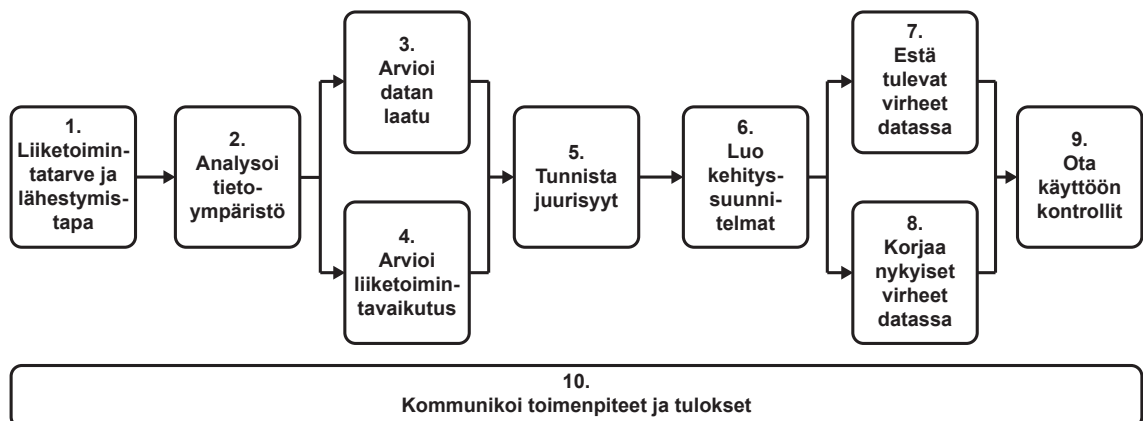 1.
Liiketoimin-
tatarve ja
lähestymis-
tapa
2.
Analysoi
tieto-
ympäristö
3.
Arvioi
datan
laatu
4.
Arvioi
liiketoimin-
tavaikutus
5.
Tunnista
juurisyyt
6.
Luo
kehitys-
suunni-
telmat
7.
Estä
tulevat
virheet
datassa
8.
Korjaa
nykyiset
virheet
datassa
9.
Ota
käyttöön
kontrollit
10.
Kommunikoi toimenpiteet ja tulokset